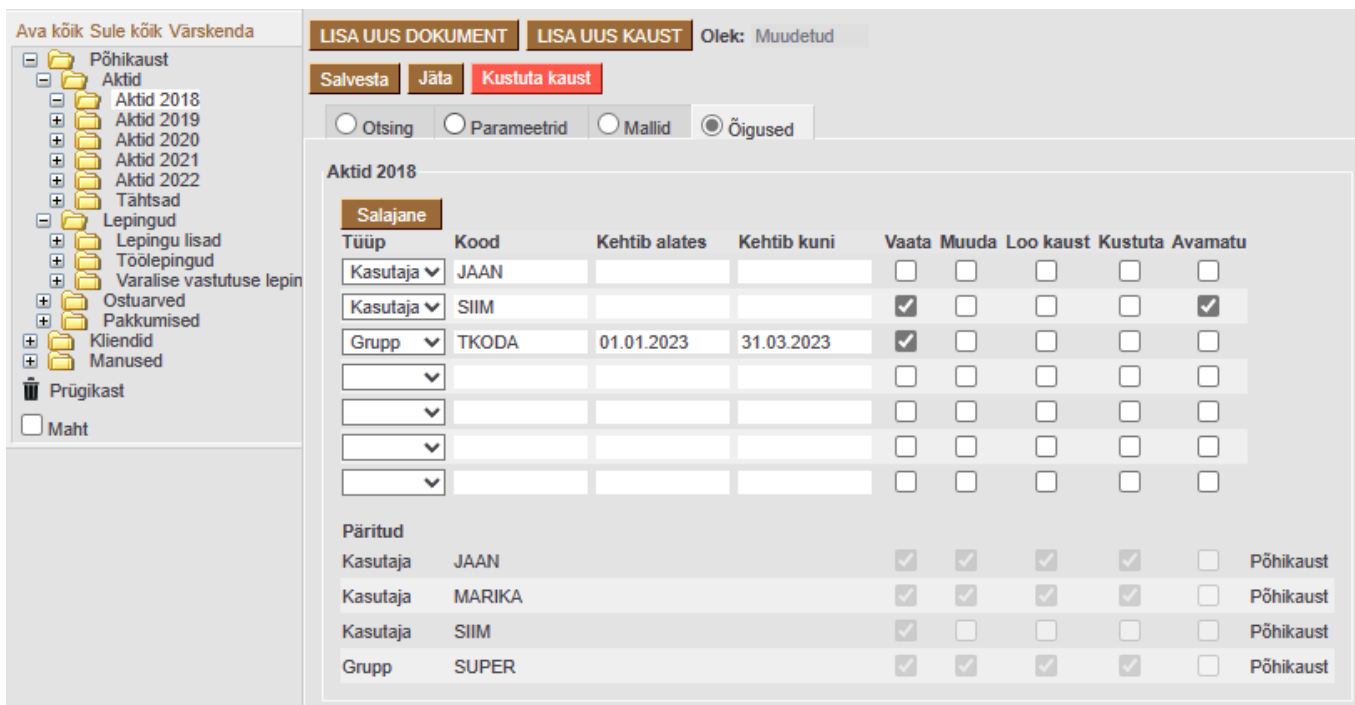 Ava kõik Sule kõik Värskenda
Põhikaust
Aktid
Aktid 2018
Aktid 2019
Aktid 2020
Aktid 2021
Aktid 2022
Tähtsad
Lepingud
Lepingu lisad
Töölepingud
Varalise vastutuse lepin
Ostuarved
Pakkumised
Kliendid
Manused
Prügikast
Maht
LISA UUS DOKUMENT LISA UUS KAUST Olek: Muudetud
Salvesta Jäta Kustuta kaust
Otsing Parameetrid Mallid Õigused
Aktid 2018
Salajane
Tüüp Kood Kehtib alates Kehtib kuni Vaata Muuda Loo kaust Kustuta Avamatu
Kasutaja JAAN
Kasutaja SIIM
Grupp TKODA 01.01.2023 31.03.2023
Päritud
Kasutaja JAAN Põhikaust
Kasutaja MARIKA Põhikaust
Kasutaja SIIM Põhikaust
Grupp SUPER Põhikaust